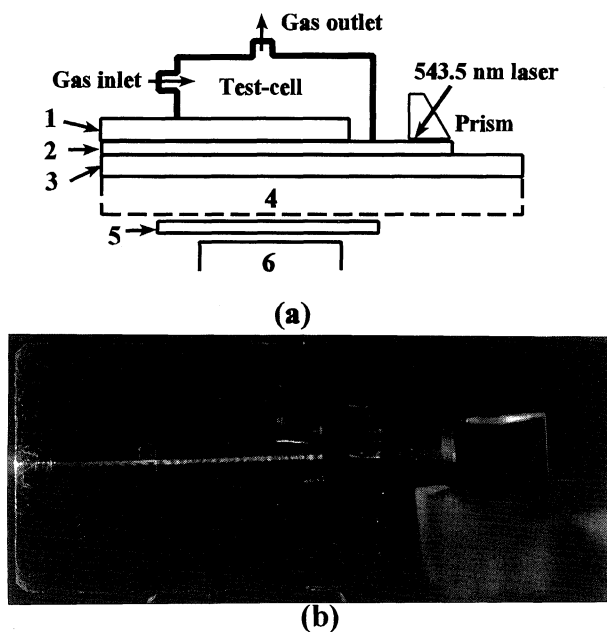 Gas outlet
Gas inlet
Test-cell
543.5 nm laser
Prism
1
2
3
4
5
6
(a)
(b)